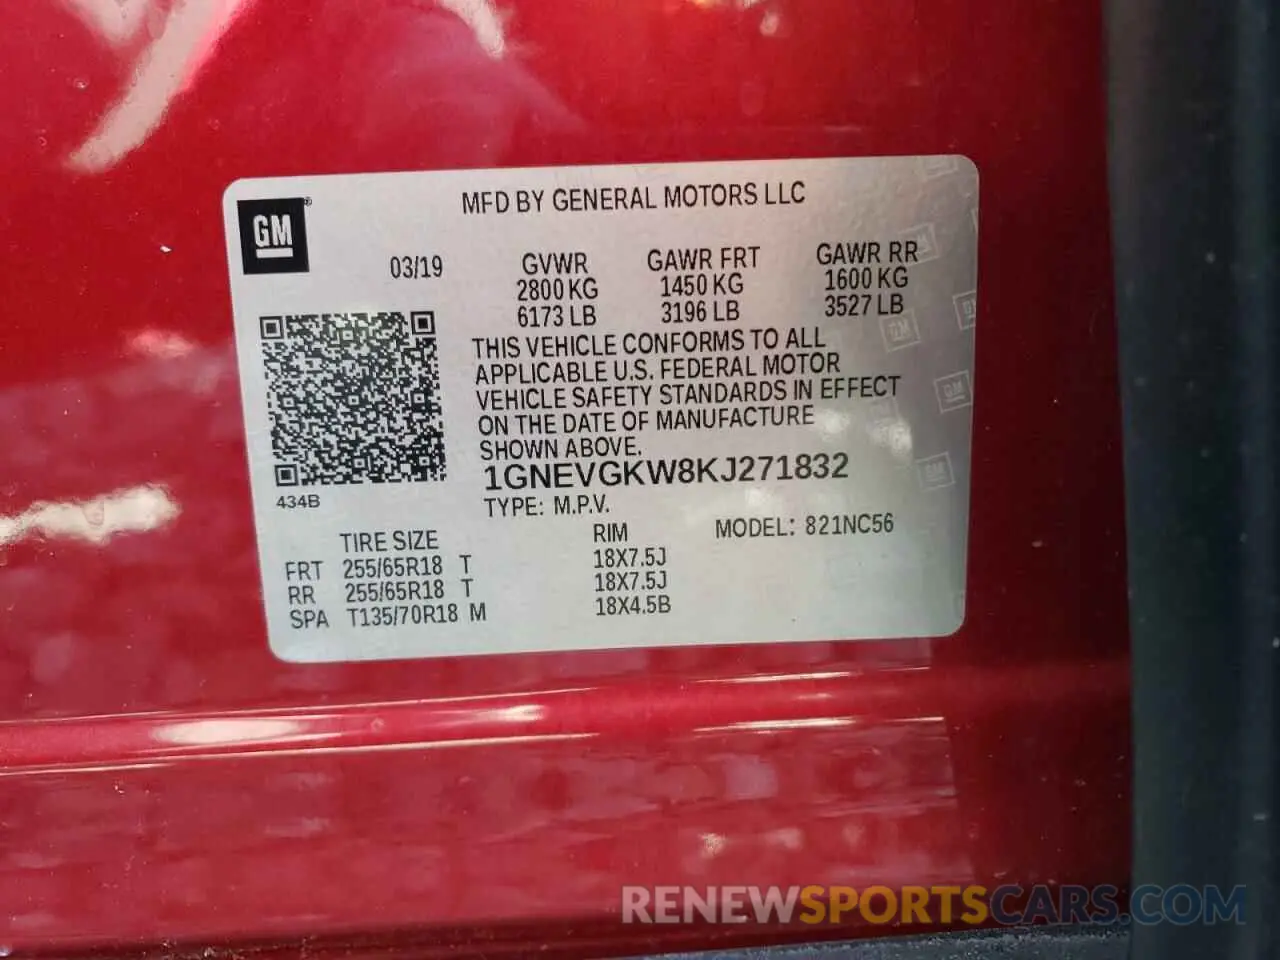 MFD BY GENERAL MOTORS LLC
GM®
03/19 GVWR GAWR FRT GAWR RR
2800 KG 1450 KG 1600 KG
6173 LB 3196 LB 3527 LB
THIS VEHICLE CONFORMS TO ALL
APPLICABLE U.S. FEDERAL MOTOR
VEHICLE SAFETY STANDARDS IN EFFECT
ON THE DATE OF MANUFACTURE
SHOWN ABOVE.
1GNEVGKW8KJ271832
434B
TYPE: M.P.V.
TIRE SIZE RIM MODEL: 821NC56
FRT 255/65R18 T 18X7.5J
RR 255/65R18 T 18X7.5J
SPA T135/70R18 M 18X4.5B
RENEWSPORTSCARS.COM